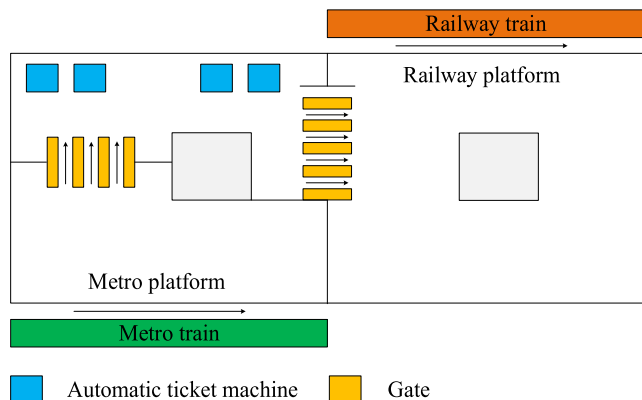 Railway train
Railway platform
Metro platform
Metro train
Automatic ticket machine
Gate